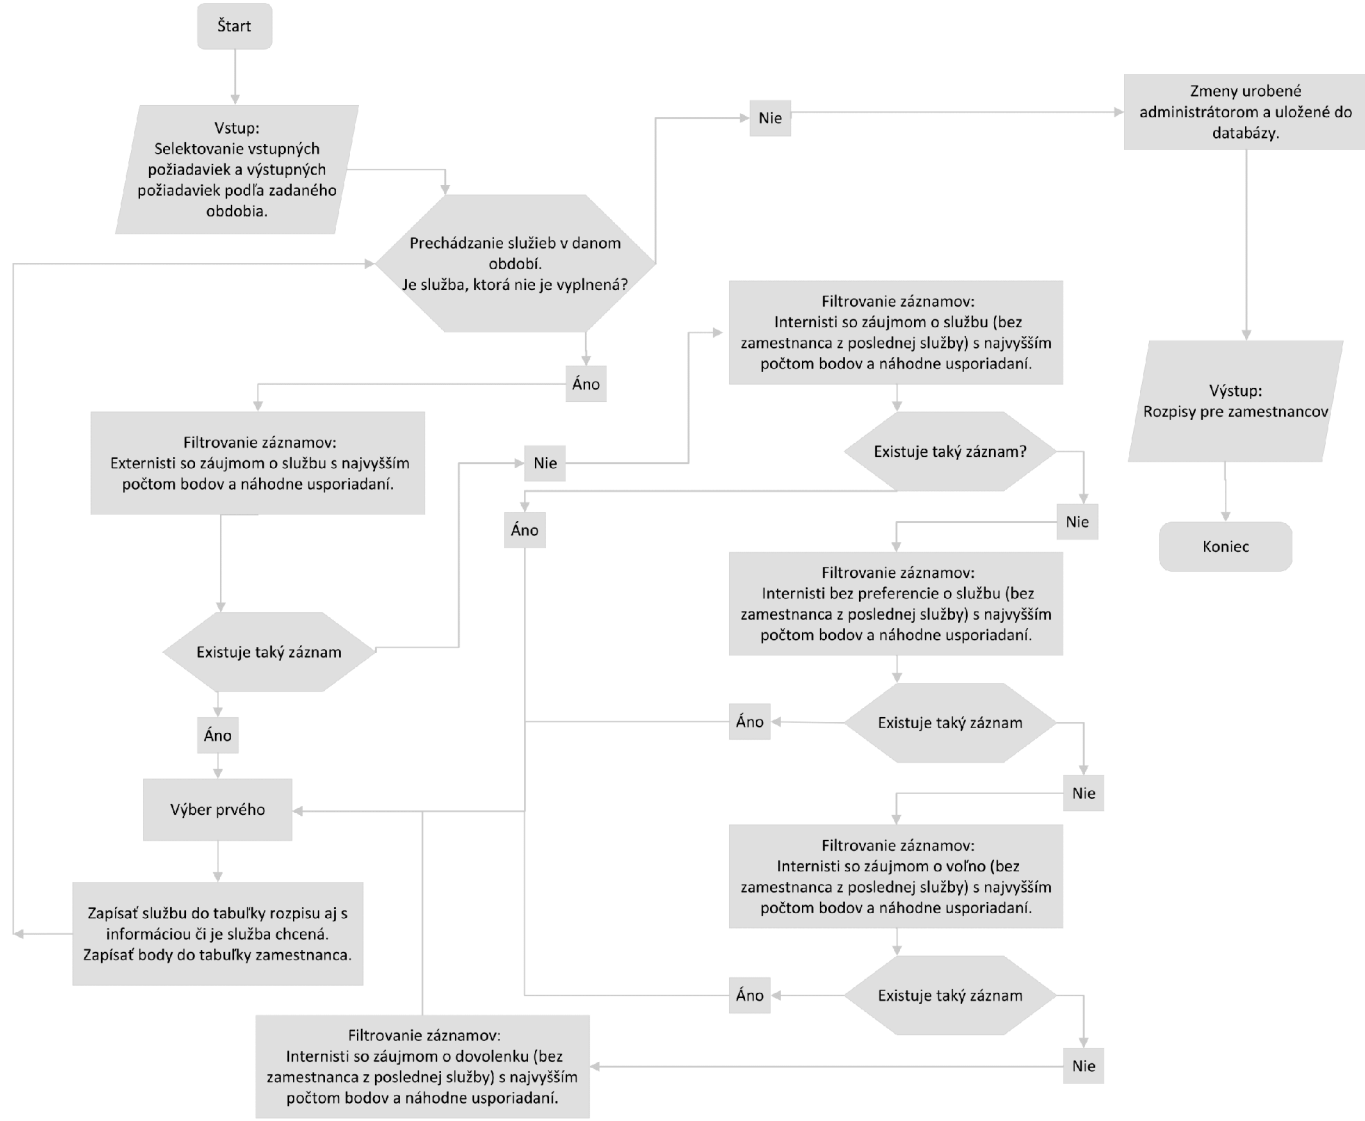 Štart
Vstup:
Selektovanie vstupných
požiadaviek a výstupných
požiadaviek podľa zadaného
obdobia.
Prechádzanie služieb v danom
období.
Je služba, ktorá nie je vyplnená?
Nie
Zmeny urobené
administrátorom a uložené do
databázy.
Výstup:
Rozpisy pre zamestnancov
Koniec
Áno
Filtrovanie záznamov:
Externisti so záujmom o službu s najvyšším
počtom bodov a náhodne usporiadaní.
Existuje taký záznam
Nie
Áno
Výber prvého
Zapísať službu do tabuľky rozpisu aj s
informáciou či je služba chcená.
Zapísať body do tabuľky zamestnanca.
Filtrovanie záznamov:
Internisti so záujmom o službu (bez
zamestnanca z poslednej služby) s najvyšším
počtom bodov a náhodne usporiadaní.
Existuje taký záznam?
Áno
Nie
Filtrovanie záznamov:
Internisti bez preferencie o službu (bez
zamestnanca z poslednej služby) s najvyšším
počtom bodov a náhodne usporiadaní.
Existuje taký záznam
Áno
Nie
Filtrovanie záznamov:
Internisti so záujmom o voľno (bez
zamestnanca z poslednej služby) s najvyšším
počtom bodov a náhodne usporiadaní.
Existuje taký záznam
Áno
Nie
Filtrovanie záznamov:
Internisti so záujmom o dovolenku (bez
zamestnanca z poslednej služby) s najvyšším
počtom bodov a náhodne usporiadaní.